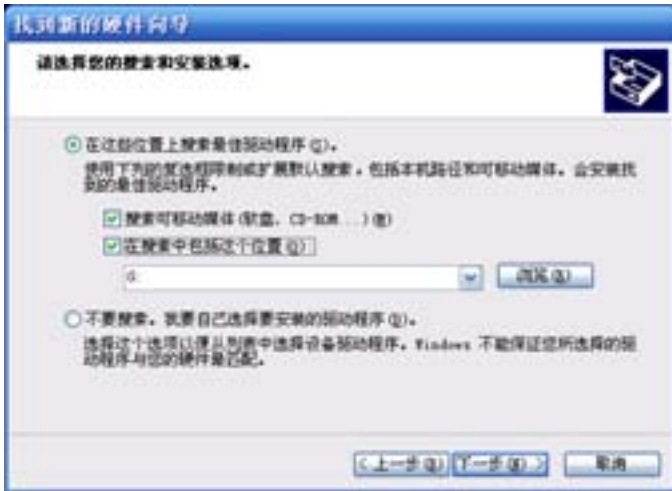 找到新的硬件向导
请选择您的搜索和安装选项。
在这些位置上搜索最佳驱动程序(S)。
使用下列的复选框限制或扩展默认搜索，包括本机路径和可移动媒体。会安装找
到的最佳驱动程序。
搜索可移动媒体(软盘、CD-ROM...)(M)
在搜索中包括这个位置(O):
浏览(R)
不要搜索。我要自己选择要安装的驱动程序(D)。
选择这个选项以便从列表中选择设备驱动程序。Windows 不能保证您所选择的驱
动程序与您的硬件最匹配。
<上一步(B)
下一步(N)>
取消